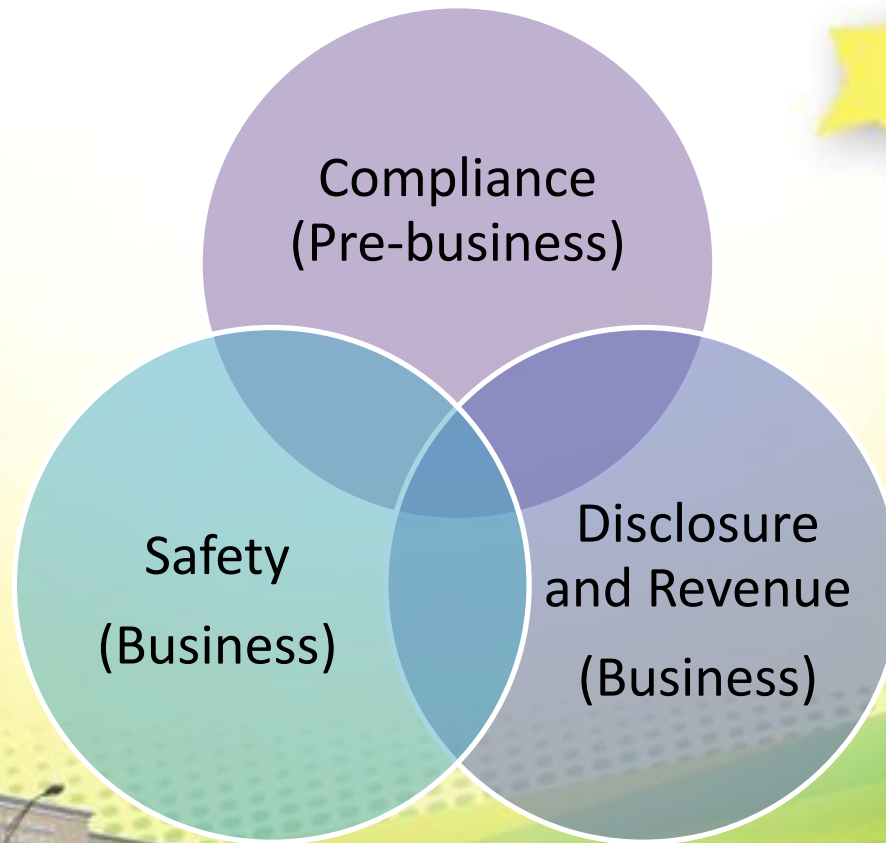 Compliance
(Pre-business)
Safety
(Business)
Disclosure
and Revenue
(Business)